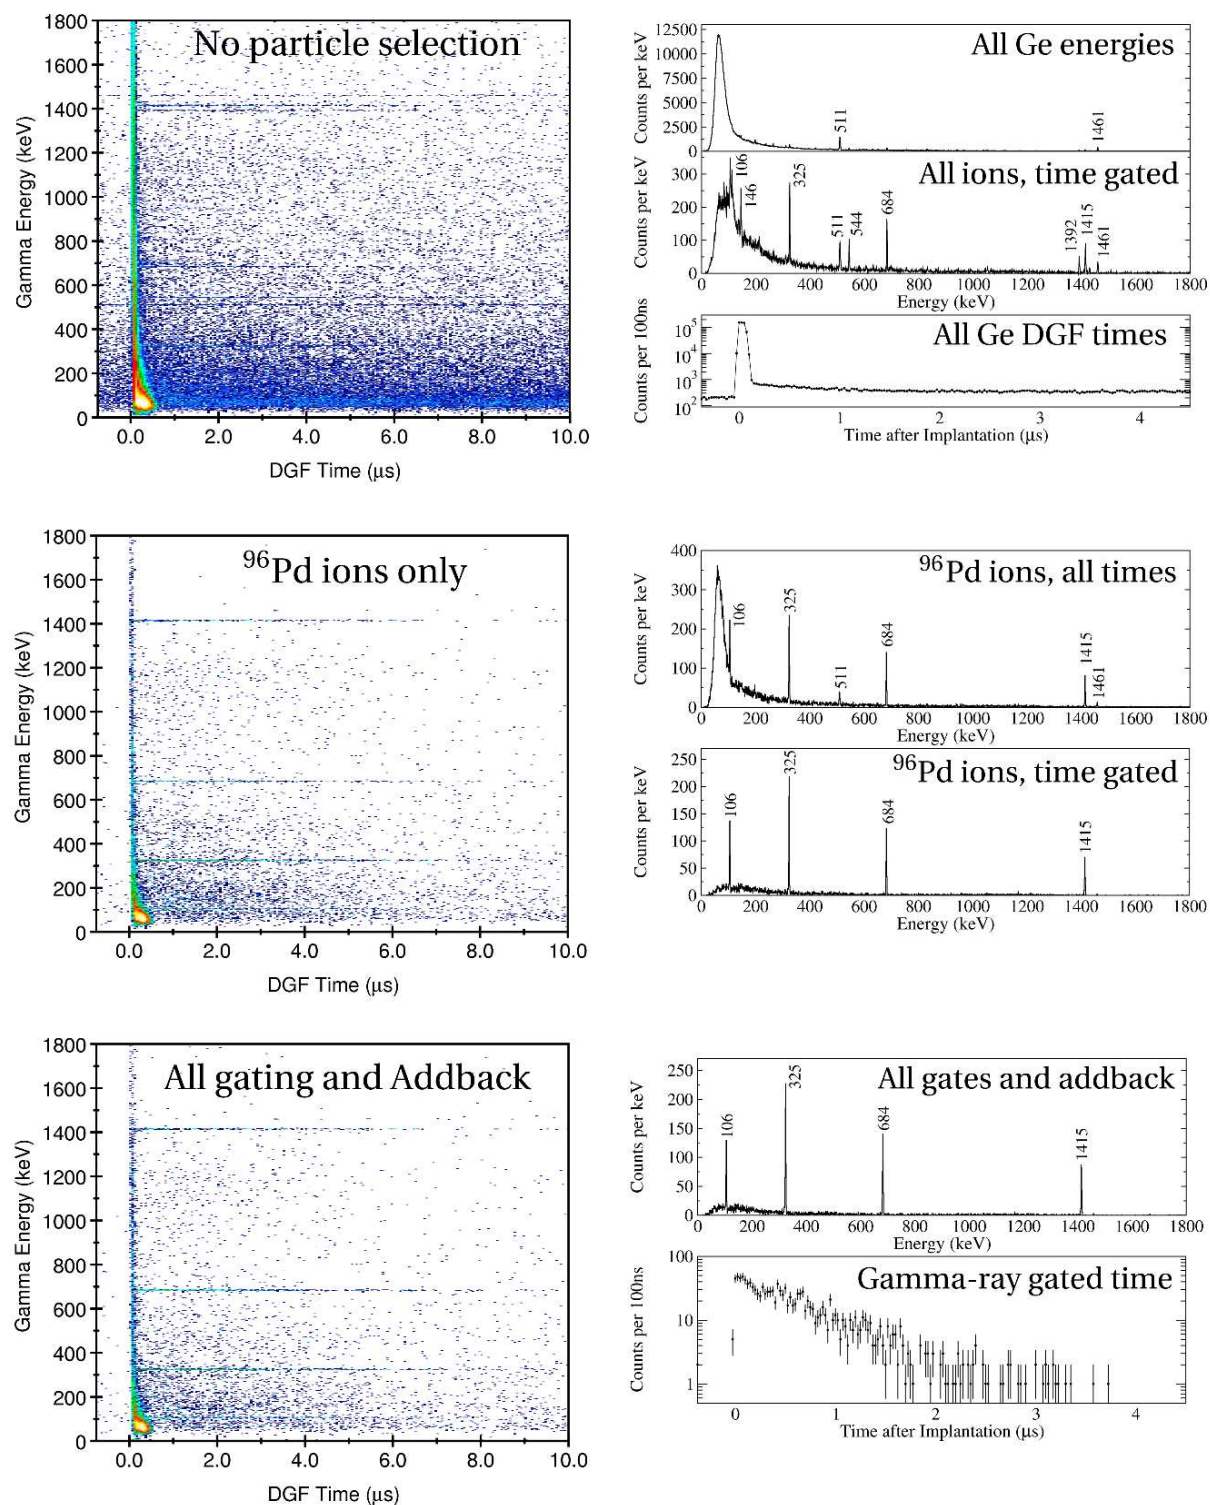 No particle selection
Gamma Energy (keV)
1800
1600
1400
1200
1000
800
600
400
200
0
0.0 2.0 4.0 6.0 8.0 10.0
DGF Time (μs)
All Ge energies
Counts per keV
12500
10000
7500
5000
2500
0
511
1461
All ions, time gated
Counts per keV
300
200
100
0
106
146
325
511
544
684
1392
1415
1461
0 200 400 600 800 1000 1200 1400 1600 1800
Energy (keV)
All Ge DGF times
Counts per 100ns
10^5
10^4
10^3
10^2
0 1 2 3 4
Time after Implantation (μs)
96Pd ions only
Gamma Energy (keV)
1800
1600
1400
1200
1000
800
600
400
200
0
0.0 2.0 4.0 6.0 8.0 10.0
DGF Time (μs)
96Pd ions, all times
Counts per keV
400
300
200
100
0
106
325
511
684
1415
1461
0 200 400 600 800 1000 1200 1400 1600 1800
Energy (keV)
96Pd ions, time gated
Counts per keV
250
200
150
100
50
0
106
325
684
1415
0 200 400 600 800 1000 1200 1400 1600 1800
Energy (keV)
All gating and Addback
Gamma Energy (keV)
1800
1600
1400
1200
1000
800
600
400
200
0
0.0 2.0 4.0 6.0 8.0 10.0
DGF Time (μs)
All gates and addback
Counts per keV
250
200
150
100
50
0
106
325
684
1415
0 200 400 600 800 1000 1200 1400 1600 1800
Energy (keV)
Gamma-ray gated time
Counts per 100ns
100
10
1
0 1 2 3 4
Time after Implantation (μs)